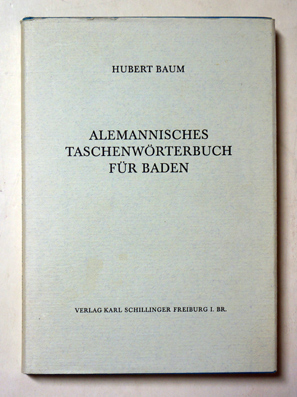 HUBERT BAUM
ALEMANNISCHES
TASCHENWÖRTERBUCH
FÜR BADEN
VERLAG KARL SCHILLINGER FREIBURG I. BR.